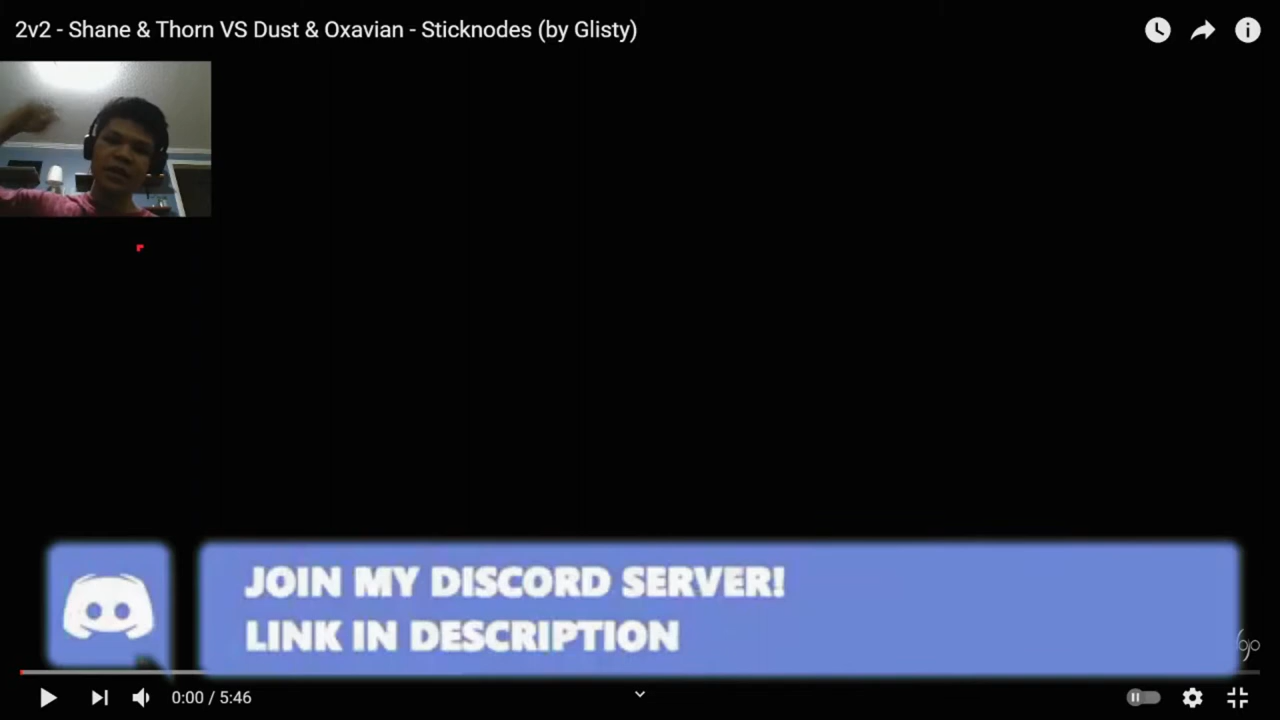 2v2 - Shane & Thorn VS Dust & Oxavian - Sticknodes (by Glisty)
JOIN MY DISCORD SERVER!
LINK IN DESCRIPTION
0:00 / 5:46